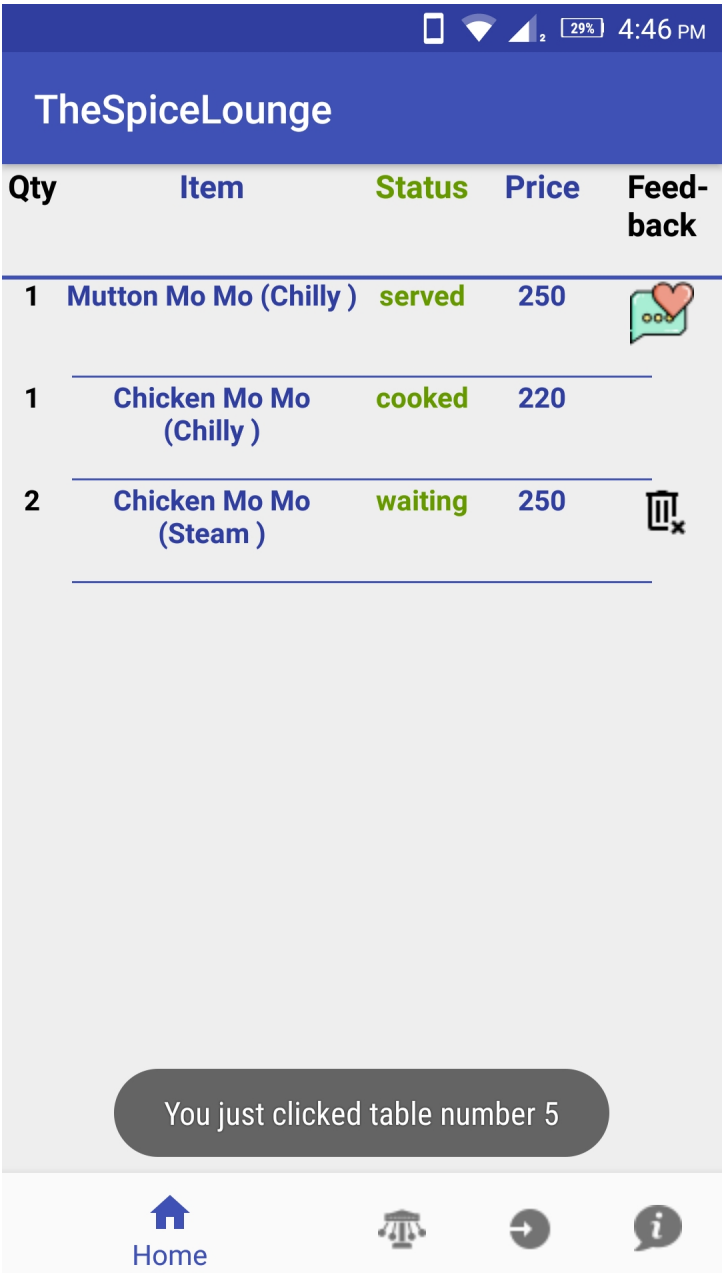 2 29% 4:46 PM
TheSpiceLounge
Qty Item Status Price Feed-
back
1 Mutton Mo Mo (Chilly ) served 250
1 Chicken Mo Mo cooked 220
(Chilly )
2 Chicken Mo Mo waiting 250
(Steam )
You just clicked table number 5
Home